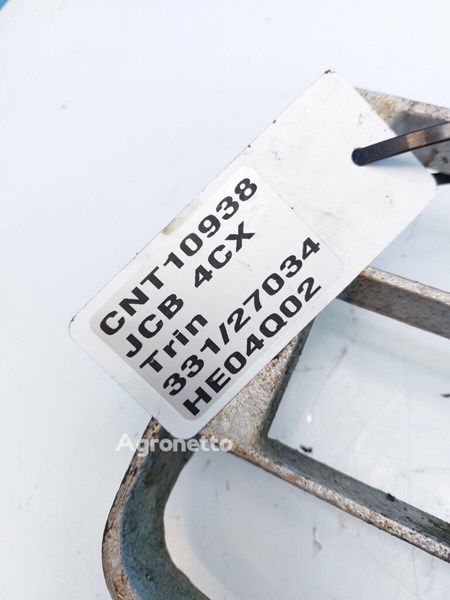 CNT10938
JCB 4CX
Trin
331/27034
HE04Q02
Agronetto